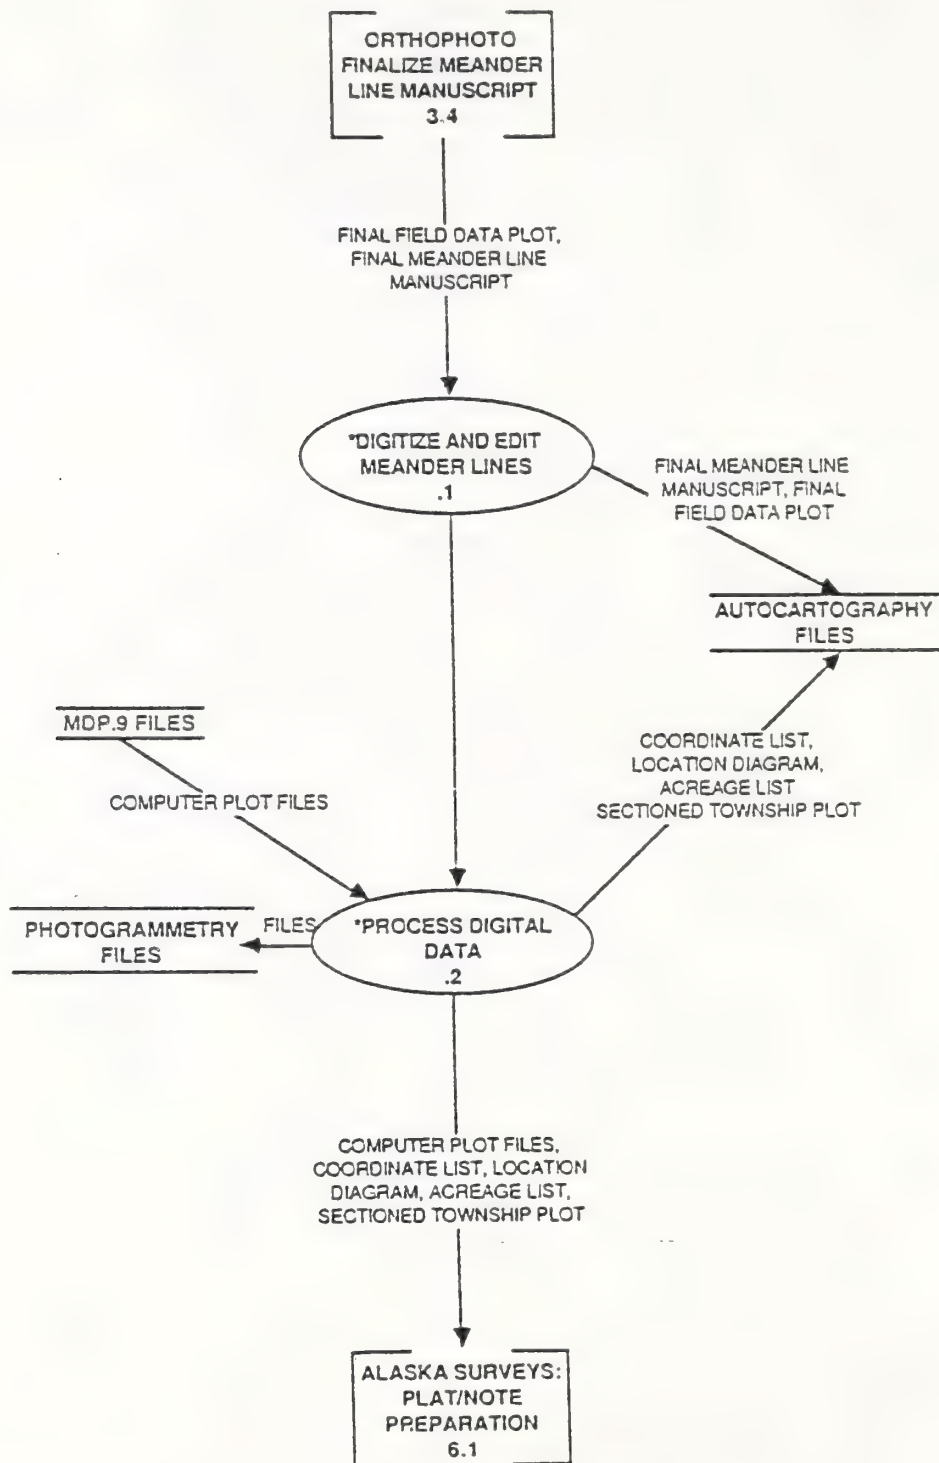 ORTHOPHOTO
FINALIZE MEANDER
LINE MANUSCRIPT
3.4
FINAL FIELD DATA PLOT,
FINAL MEANDER LINE
MANUSCRIPT
*DIGITIZE AND EDIT
MEANDER LINES
.1
FINAL MEANDER LINE
MANUSCRIPT, FINAL
FIELD DATA PLOT
AUTOCARTOGRAPHY
FILES
MDP.9 FILES
COMPUTER PLOT FILES
COORDINATE LIST,
LOCATION DIAGRAM,
ACREAGE LIST
SECTIONED TOWNSHIP PLOT
PHOTOGRAMMETRY
FILES
FILES
*PROCESS DIGITAL
DATA
.2
COMPUTER PLOT FILES,
COORDINATE LIST, LOCATION
DIAGRAM, ACREAGE LIST,
SECTIONED TOWNSHIP PLOT
ALASKA SURVEYS:
PLAT/NOTE
PREPARATION
6.1